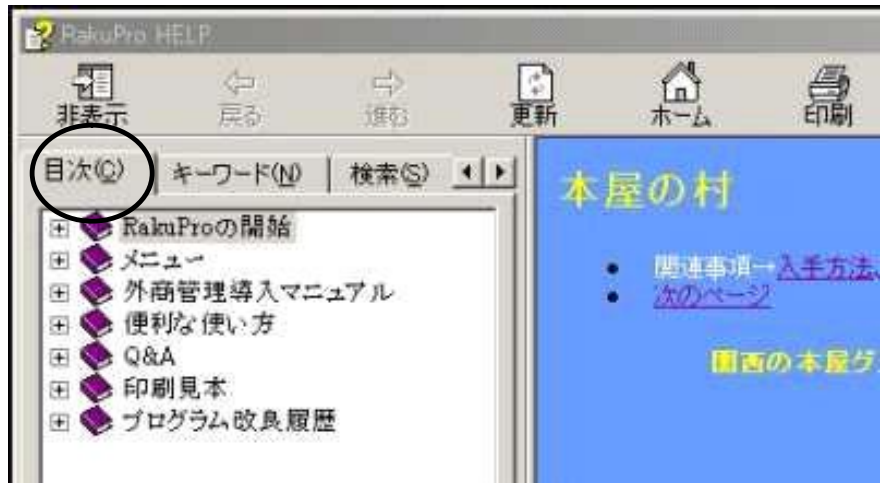 RakuPro HELP
非表示 戻る 進む 更新 ホーム 印刷
目次(C) キーワード(N) 検索(S)
RakuProの開始
メニュー
外商管理導入マニュアル
便利な使い方
Q&A
印刷見本
プログラム改良履歴
本屋の村
関連事項→入手方法、
次のページ
関西の本屋グ